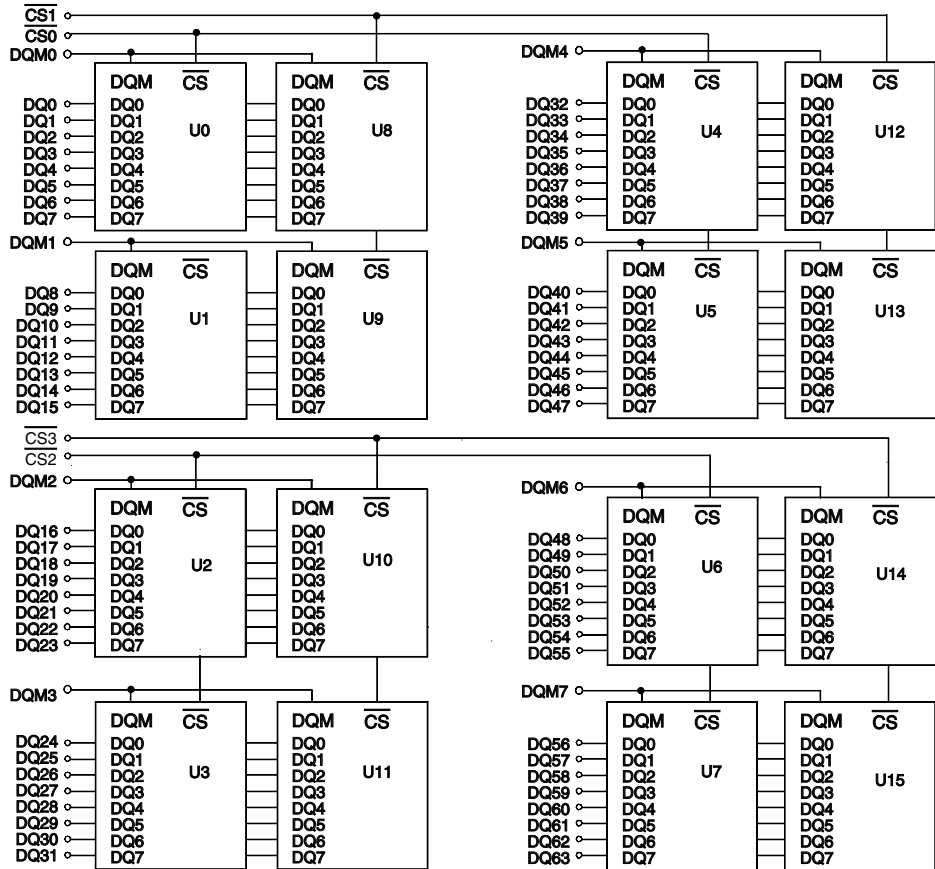 CS1
CS0
DQM0
DQM CS
DQM CS
DQ0 DQ0 DQ0
DQ1 DQ1 DQ1
DQ2 DQ2 DQ2
DQ3 DQ3 DQ3
DQ4 DQ4 DQ4
DQ5 DQ5 DQ5
DQ6 DQ6 DQ6
DQ7 DQ7 DQ7
U0
U8
DQM4
DQM CS
DQM CS
DQ32 DQ0 DQ0
DQ33 DQ1 DQ1
DQ34 DQ2 DQ2
DQ35 DQ3 DQ3
DQ36 DQ4 DQ4
DQ37 DQ5 DQ5
DQ38 DQ6 DQ6
DQ39 DQ7 DQ7
U4
U12
DQM1
DQM CS
DQM CS
DQ8 DQ0 DQ0
DQ9 DQ1 DQ1
DQ10 DQ2 DQ2
DQ11 DQ3 DQ3
DQ12 DQ4 DQ4
DQ13 DQ5 DQ5
DQ14 DQ6 DQ6
DQ15 DQ7 DQ7
U1
U9
DQM5
DQM CS
DQM CS
DQ40 DQ0 DQ0
DQ41 DQ1 DQ1
DQ42 DQ2 DQ2
DQ43 DQ3 DQ3
DQ44 DQ4 DQ4
DQ45 DQ5 DQ5
DQ46 DQ6 DQ6
DQ47 DQ7 DQ7
U5
U13
CS3
CS2
DQM2
DQM CS
DQM CS
DQ16 DQ0 DQ0
DQ17 DQ1 DQ1
DQ18 DQ2 DQ2
DQ19 DQ3 DQ3
DQ20 DQ4 DQ4
DQ21 DQ5 DQ5
DQ22 DQ6 DQ6
DQ23 DQ7 DQ7
U2
U10
DQM6
DQM CS
DQM CS
DQ48 DQ0 DQ0
DQ49 DQ1 DQ1
DQ50 DQ2 DQ2
DQ51 DQ3 DQ3
DQ52 DQ4 DQ4
DQ53 DQ5 DQ5
DQ54 DQ6 DQ6
DQ55 DQ7 DQ7
U6
U14
DQM3
DQM CS
DQM CS
DQ24 DQ0 DQ0
DQ25 DQ1 DQ1
DQ26 DQ2 DQ2
DQ27 DQ3 DQ3
DQ28 DQ4 DQ4
DQ29 DQ5 DQ5
DQ30 DQ6 DQ6
DQ31 DQ7 DQ7
U3
U11
DQM7
DQM CS
DQM CS
DQ56 DQ0 DQ0
DQ57 DQ1 DQ1
DQ58 DQ2 DQ2
DQ59 DQ3 DQ3
DQ60 DQ4 DQ4
DQ61 DQ5 DQ5
DQ62 DQ6 DQ6
DQ63 DQ7 DQ7
U7
U15